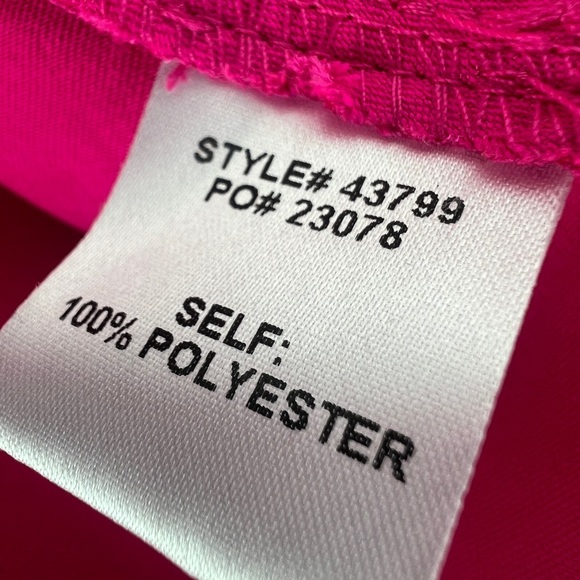 STYLE# 43799
PO# 23078
SELF:
100% POLYESTER